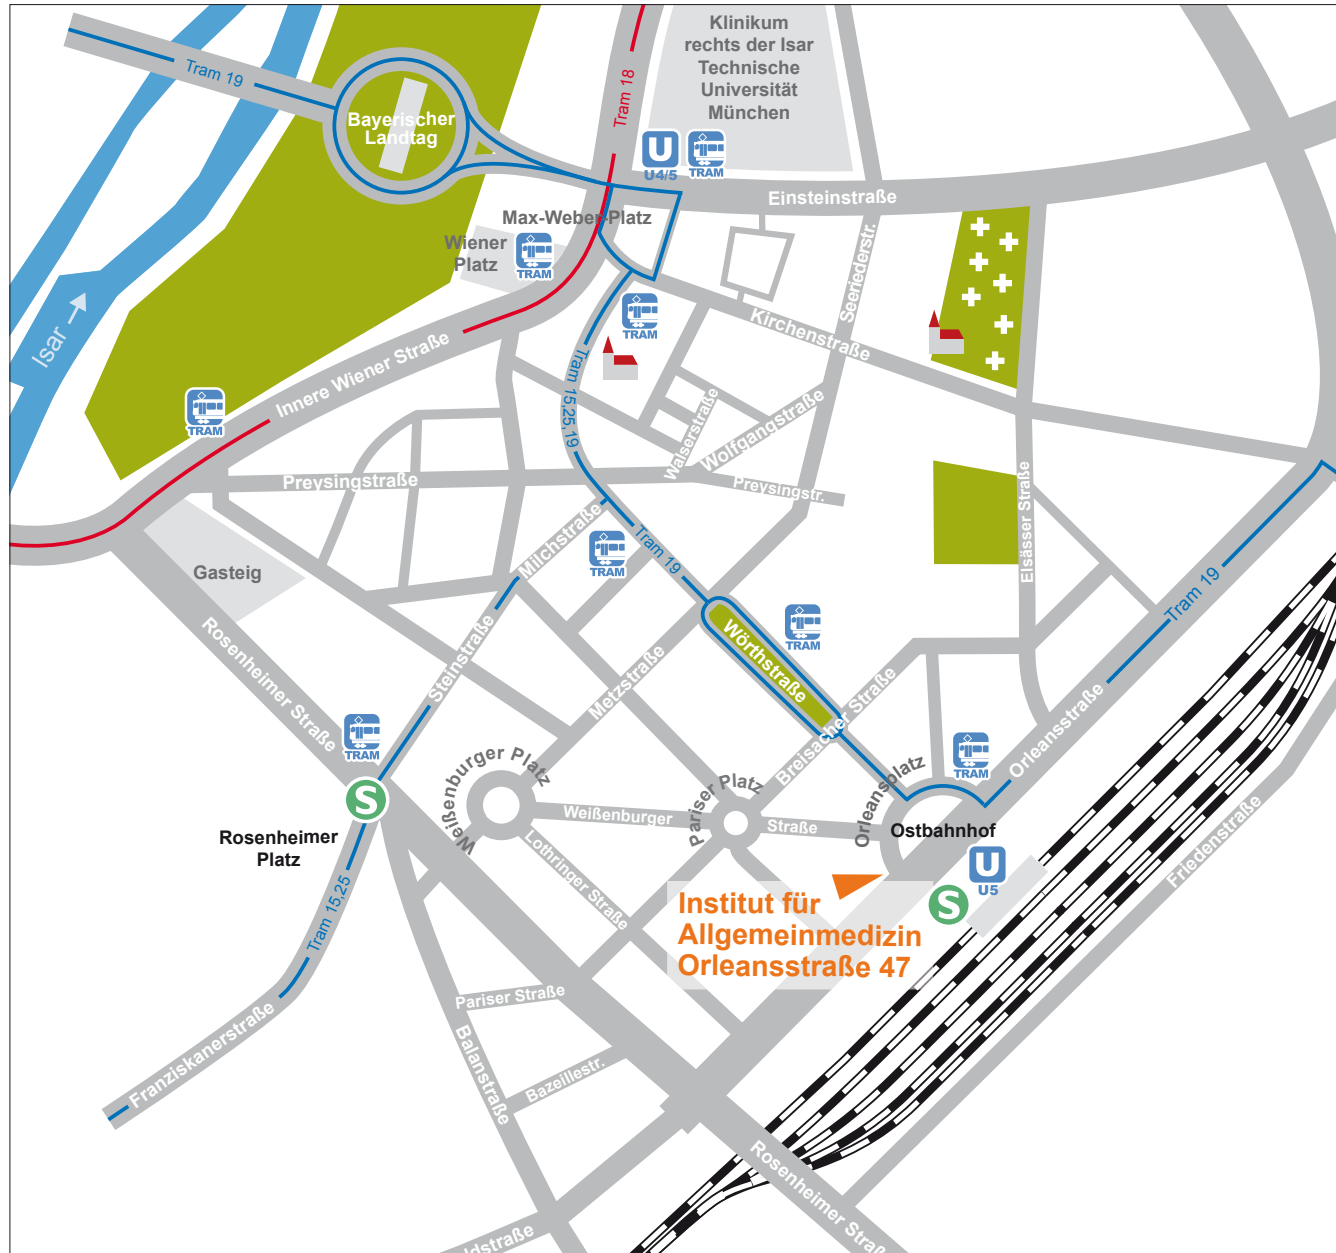 Klinikum
rechts der Isar
Technische
Universität
München
Tram 19
Tram 18
Bayerischer
Landtag
U
U4/5
TRAM
Einsteinstraße
Max-Weber-Platz
Wiener
Platz
TRAM
Seeriederstr.
Isar
TRAM
Kirchenstraße
Innere Wiener Straße
Tram 15,25,19
TRAM
Walserstraße
Wolfgangstraße
Preysingstraße
Preysingstr.
Elsässer Straße
Milchstraße
TRAM
Tram 19
Gasteig
Tram 19
TRAM
Wörthstraße
Rosenheimer Straße
Steinstraße
Metzstraße
Breisacher Straße
Orleansstraße
TRAM
TRAM
Weißenburger Platz
Pariser Platz
Orleansplatz
S
Weißenburger
Straße
Ostbahnhof
Rosenheimer
Platz
Lothringer Straße
Friedenstraße
U
U5
S
Tram 15,25
Institut für
Allgemeinmedizin
Orleansstraße 47
Pariser Straße
Franziskanerstraße
Balanstraße
Bazeillestr.
Rosenheimer Straß
ldstraße